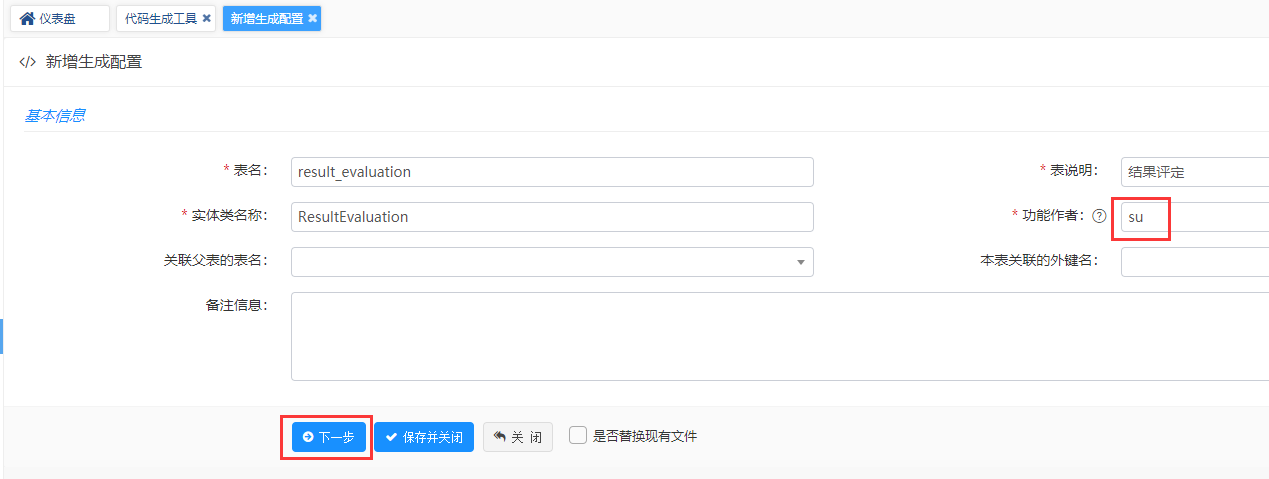 仪表盘 代码生成工具 新增生成配置
</> 新增生成配置
基本信息
* 表名： result_evaluation * 表说明： 结果评定
* 实体类名称： ResultEvaluation * 功能作者： ? su
关联父表的表名： 本表关联的外键名：
备注信息：
下一步 保存并关闭 关 闭 是否替换现有文件